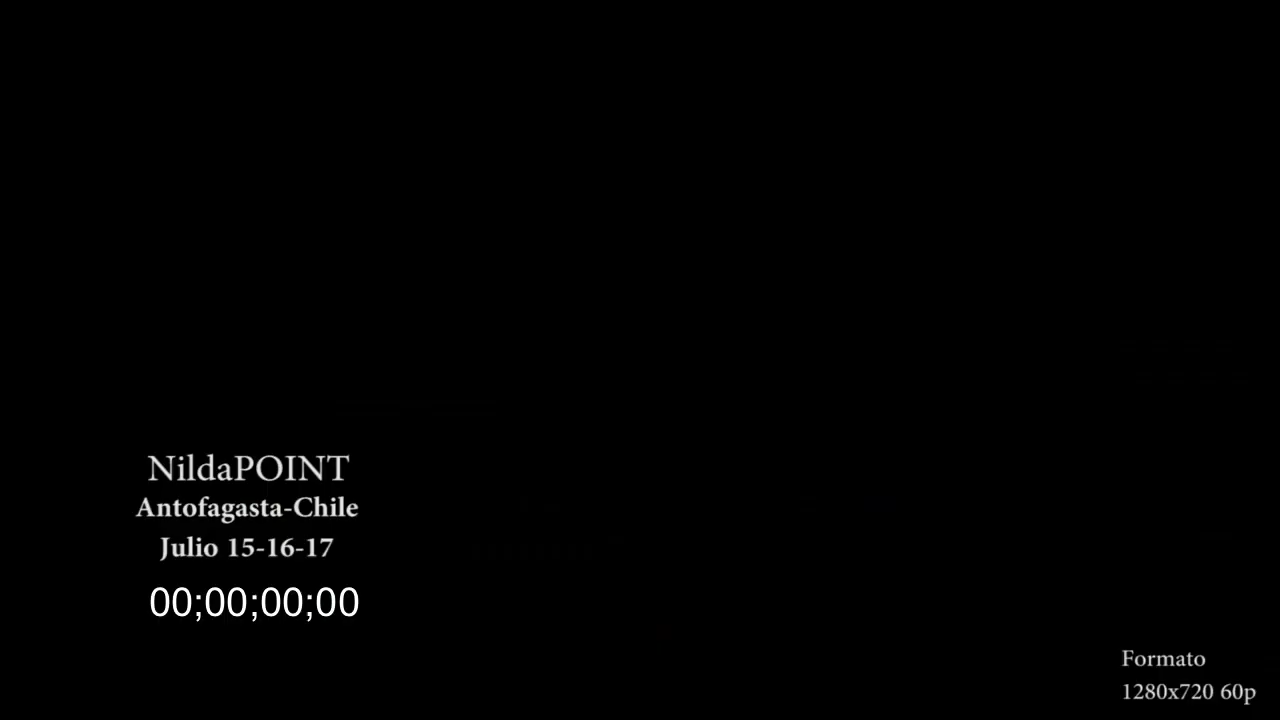 NildaPOINT
Antofagasta-Chile
Julio 15-16-17
00;00;00;00
Formato
1280x720 60p